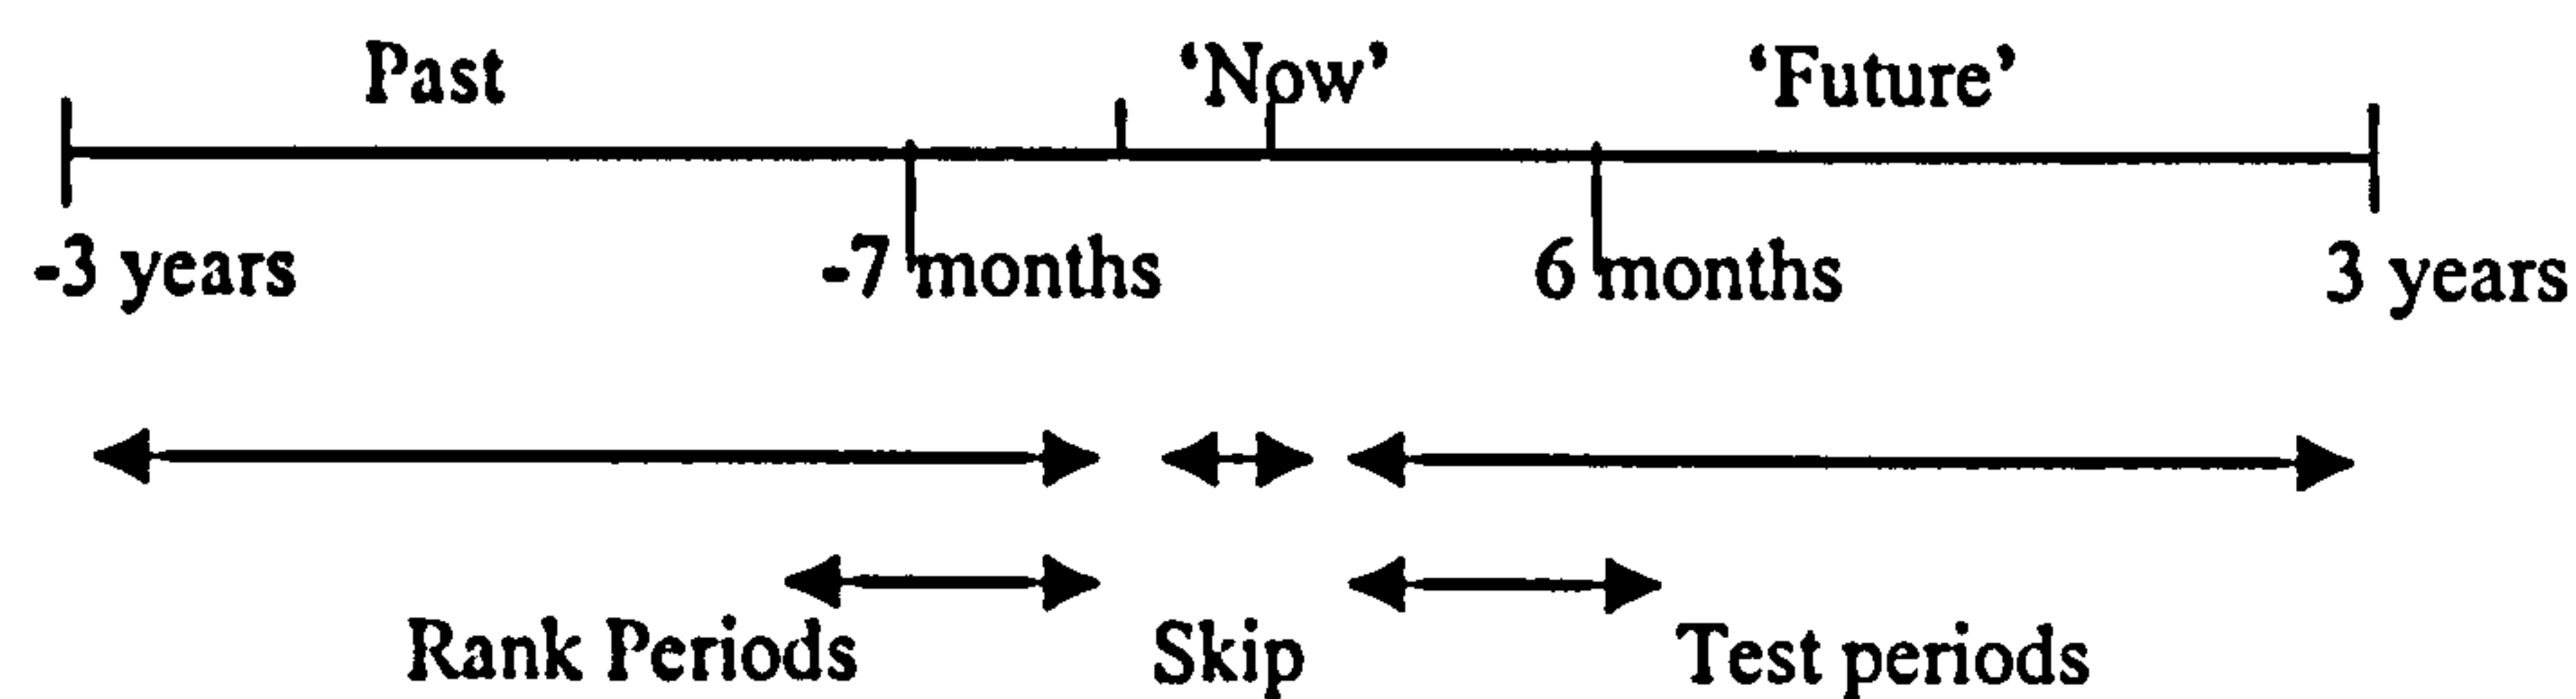 Past ‘Now’ ‘Future’
-3 years -7 months 6 months 3 years
Rank Periods Skip Test periods